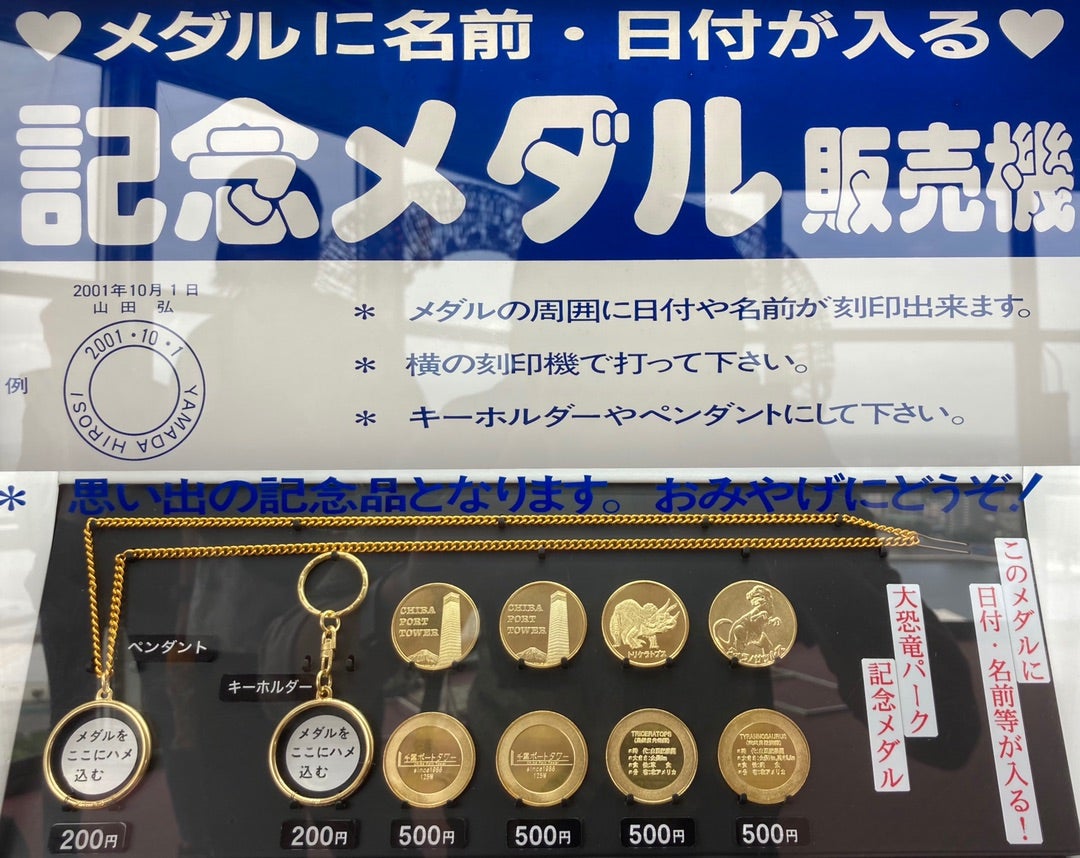 ♡メダルに名前・日付が入る♡
記念メダル販売機
2001年10月1日
山田 弘
例
2001・10・1
YAMADA HIROSI
* メダルの周囲に日付や名前が刻印出来ます。
* 横の刻印機で打って下さい。
* キーホルダーやペンダントにして下さい。
* 思い出の記念品となります。おみやげにどうぞ!
ペンダント
キーホルダー
メダルを
ここにハメ
込む
メダルを
ここにハメ
込む
CHIBA
PORT
TOWER
CHIBA
PORT
TOWER
トリケラトプス
千葉ポートタワー
since1986
125M
千葉ポートタワー
since1986
125M
TRICERATOPS
TYRANNOSAURUS
このメダルに
日付・名前等が入る!
大恐竜パーク
記念メダル
200円
200円
500円
500円
500円
500円